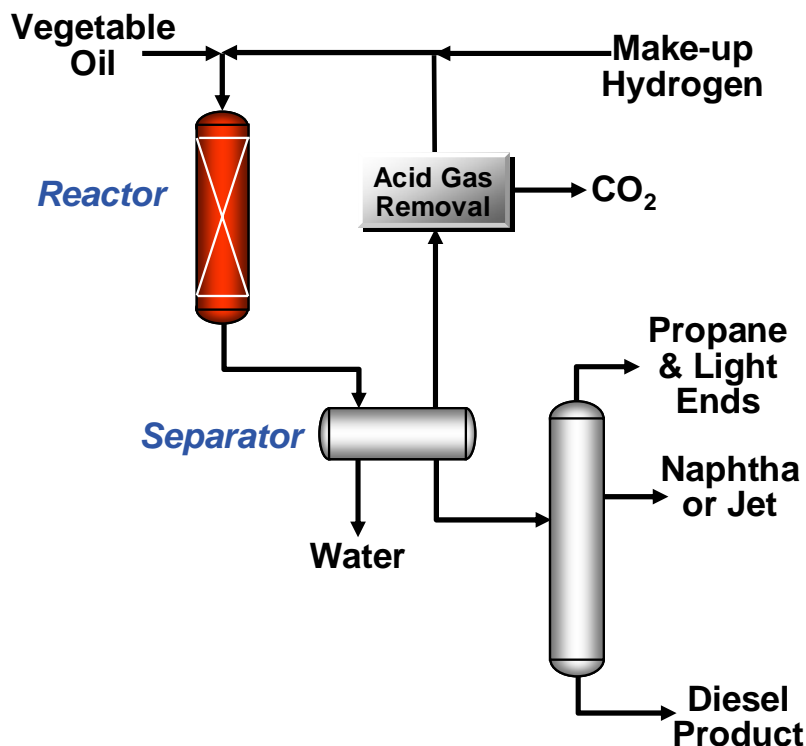 Vegetable
Oil
Make-up
Hydrogen
Reactor
Acid Gas
Removal
CO₂
Propane
& Light
Ends
Separator
Naphtha
or Jet
Water
Diesel
Product